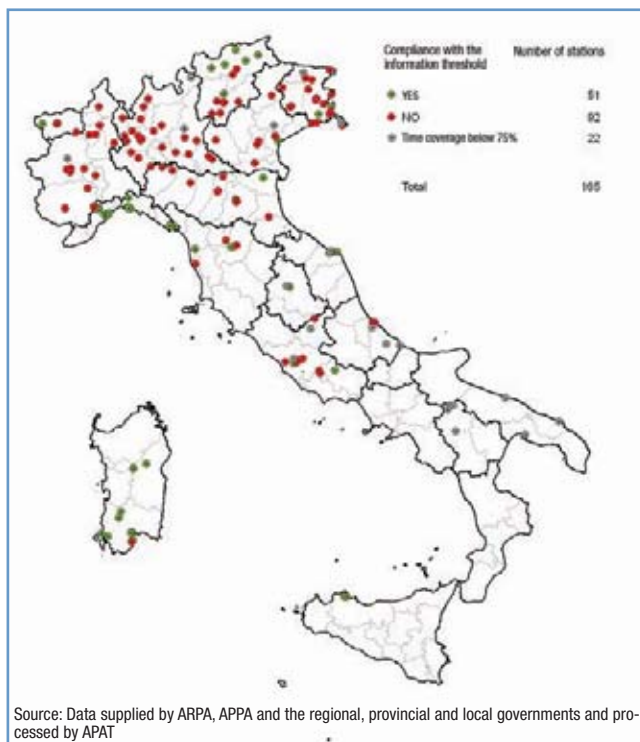 Compliance with the Number of stations
information threshold
YES 51
NO 92
Time coverage below 75% 22
Total 165
Source: Data supplied by ARPA, APPA and the regional, provincial and local governments and pro-
cessed by APAT